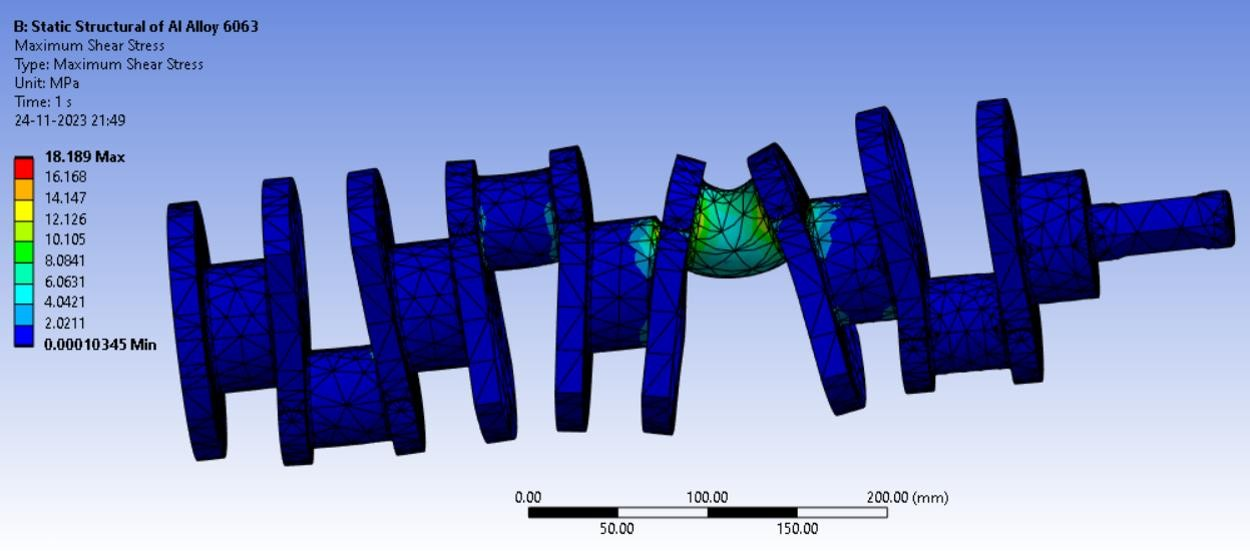 B: Static Structural of Al Alloy 6063
Maximum Shear Stress
Type: Maximum Shear Stress
Unit: MPa
Time: 1 s
24-11-2023 21:49
18.189 Max
16.168
14.147
12.126
10.105
8.0841
6.0631
4.0421
2.0211
0.00010345 Min
0.00 100.00 200.00 (mm)
50.00 150.00